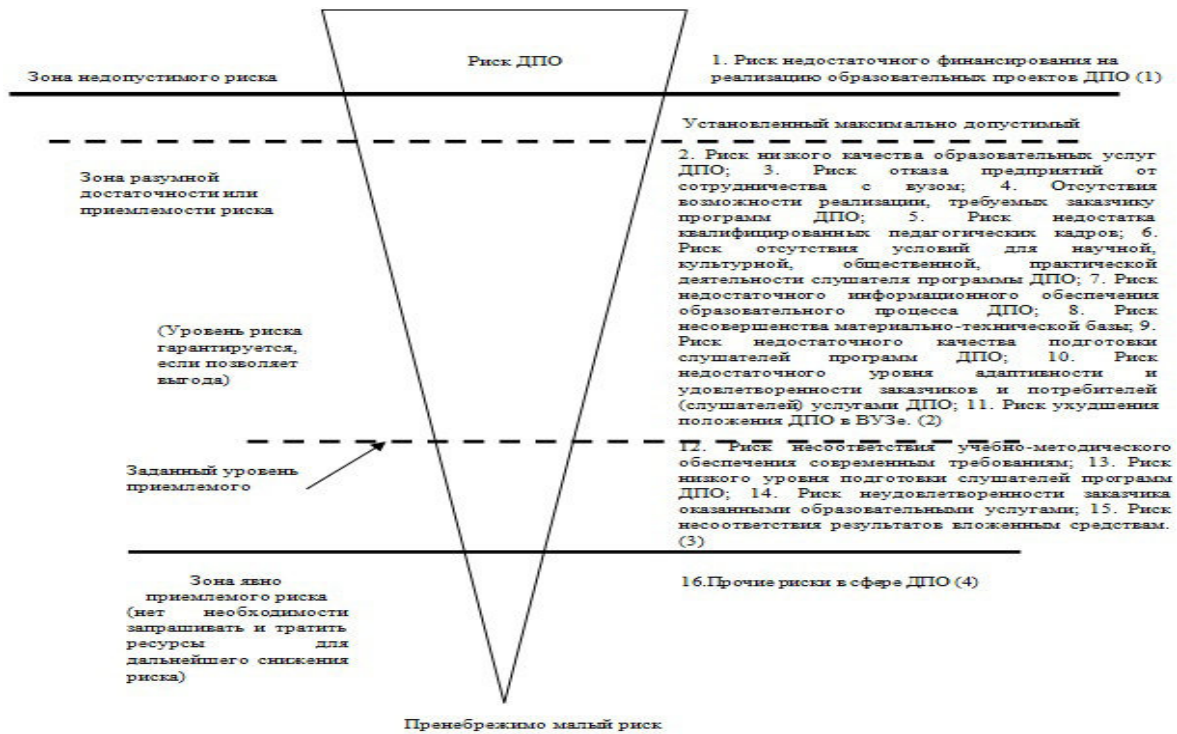 Риск ДПО
Зона недопустимого риска
1. Риск недостаточного финансирования на
реализацию образовательных проектов ДПО (1)
Установленный максимально допустимый
Зона разумной
достаточности или
приемлемости риска
(Уровень риска
гарантируется,
если позволяет
выгода)
2. Риск низкого качества образовательных услуг
ДПО; 3. Риск отказа предприятий от
сотрудничества с вузом; 4. Отсутствия
возможности реализации, требуемых заказчику
программ ДПО; 5. Риск недостатка
квалифицированных педагогических кадров; 6.
Риск отсутствия условий для научной,
культурной, общественной, практической
деятельности слушателя программы ДПО; 7. Риск
недостаточного информационного обеспечения
образовательного процесса ДПО; 8. Риск
несовершенства материально-технической базы; 9.
Риск недостаточного качества подготовки
слушателей программ ДПО; 10. Риск
недостаточного уровня адаптивности и
удовлетворенности заказчиков и потребителей
(слушателей) услугами ДПО; 11. Риск ухудшения
положения ДПО в ВУЗе. (2)
Заданный уровень
приемлемого
12. Риск несоответствия учебно-методического
обеспечения современным требованиям; 13. Риск
низкого уровня подготовки слушателей программ
ДПО; 14. Риск неудовлетворенности заказчика
оказанными образовательными услугами; 15. Риск
несоответствия результатов вложенным средствам.
(3)
Зона явно
приемлемого риска
(нет необходимости
запрашивать и тратить
ресурсы для
дальнейшего снижения
риска)
16.Прочие риски в сфере ДПО (4)
Пренебрежимо малый риск